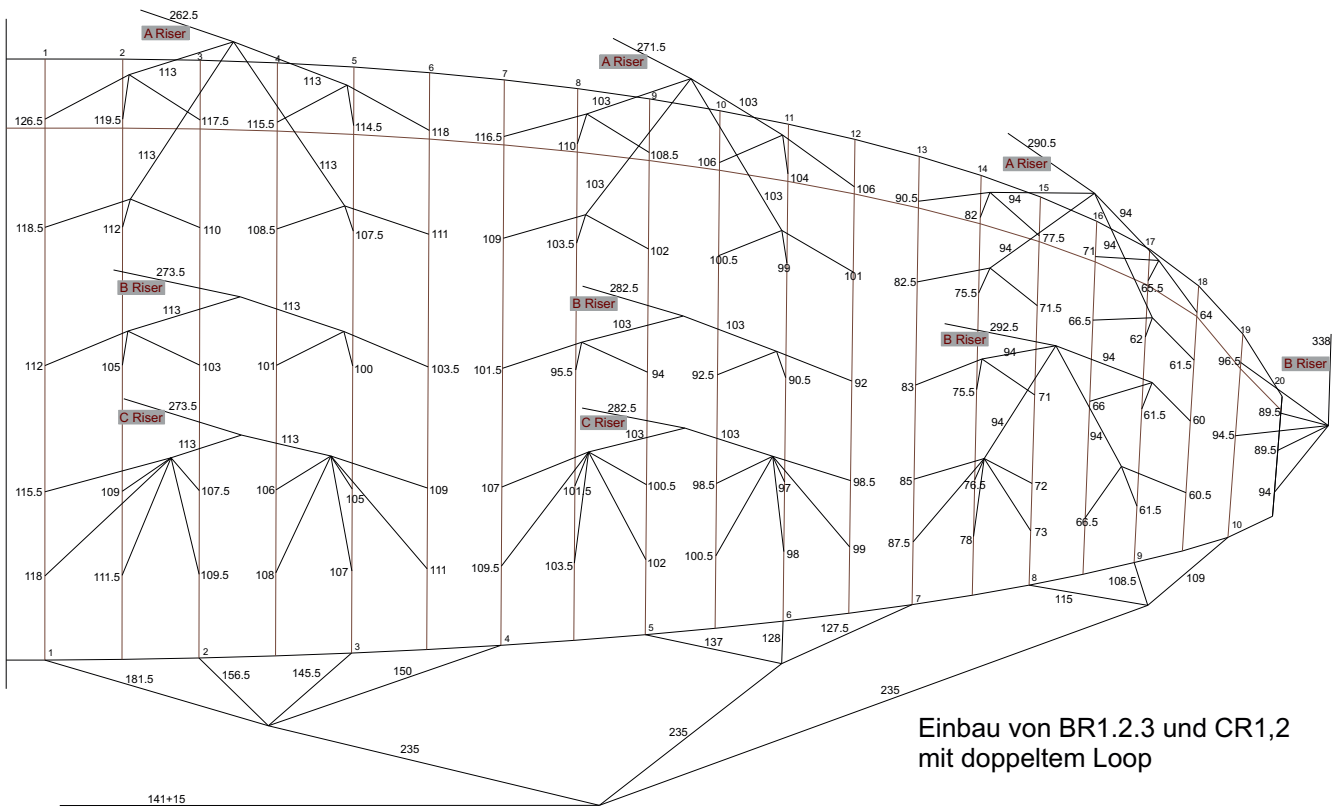 262.5
A Riser
271.5
A Riser
290.5
A Riser
1 2 3 4 5 6 7 8 9 10 11 12 13 14 15 16 17 18 19 20
113 113 103 103 94 94
126.5 119.5 117.5 115.5 114.5 118 116.5 110 108.5 106 104 106 90.5 82 77.5 71 65.5 64
113 113 103 103 94 94
118.5 112 110 108.5 107.5 111 109 103.5 102 100.5 99 101 82.5 75.5 71.5 66.5 62 61.5
273.5
B Riser
282.5
B Riser
292.5
B Riser
338
B Riser
113 113 103 103 94 94
112 105 103 101 100 103.5 101.5 95.5 94 92.5 90.5 92 83 75.5 71 66 61.5 60
96.5 89.5 94.5 89.5 94
273.5
C Riser
282.5
C Riser
113 113 103 103 94 94
115.5 109 107.5 106 105 109 107 101.5 100.5 98.5 97 98.5 85 76.5 72 66.5 61.5 60.5
118 111.5 109.5 108 107 111 109.5 103.5 102 100.5 98 99 87.5 78 73
1 2 3 4 5 6 7 8 9 10
181.5 156.5 145.5 150 137 128 127.5 115 108.5 109
235 235 235
141+15
Einbau von BR1.2.3 und CR1,2
mit doppeltem Loop